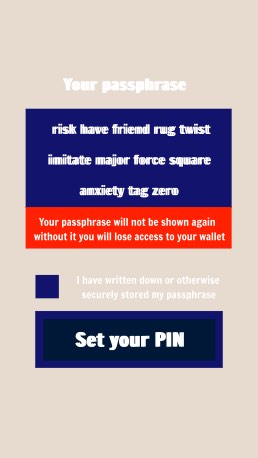 Your passphrase
risk have friend rug twist
imitate major force square
anxiety tag zero
Your passphrase will not be shown again
without it you will lose access to your wallet
I have written down or otherwise
securely stored my passphrase
Set your PIN